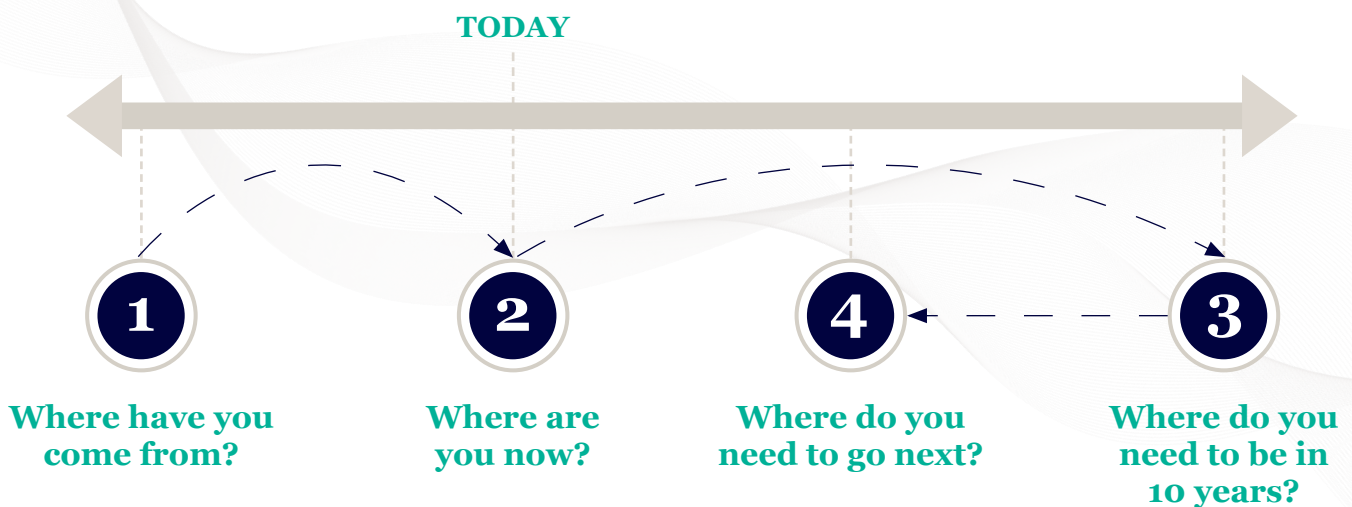 TODAY
1
2
4
3
Where have you
come from?
Where are
you now?
Where do you
need to go next?
Where do you
need to be in
10 years?